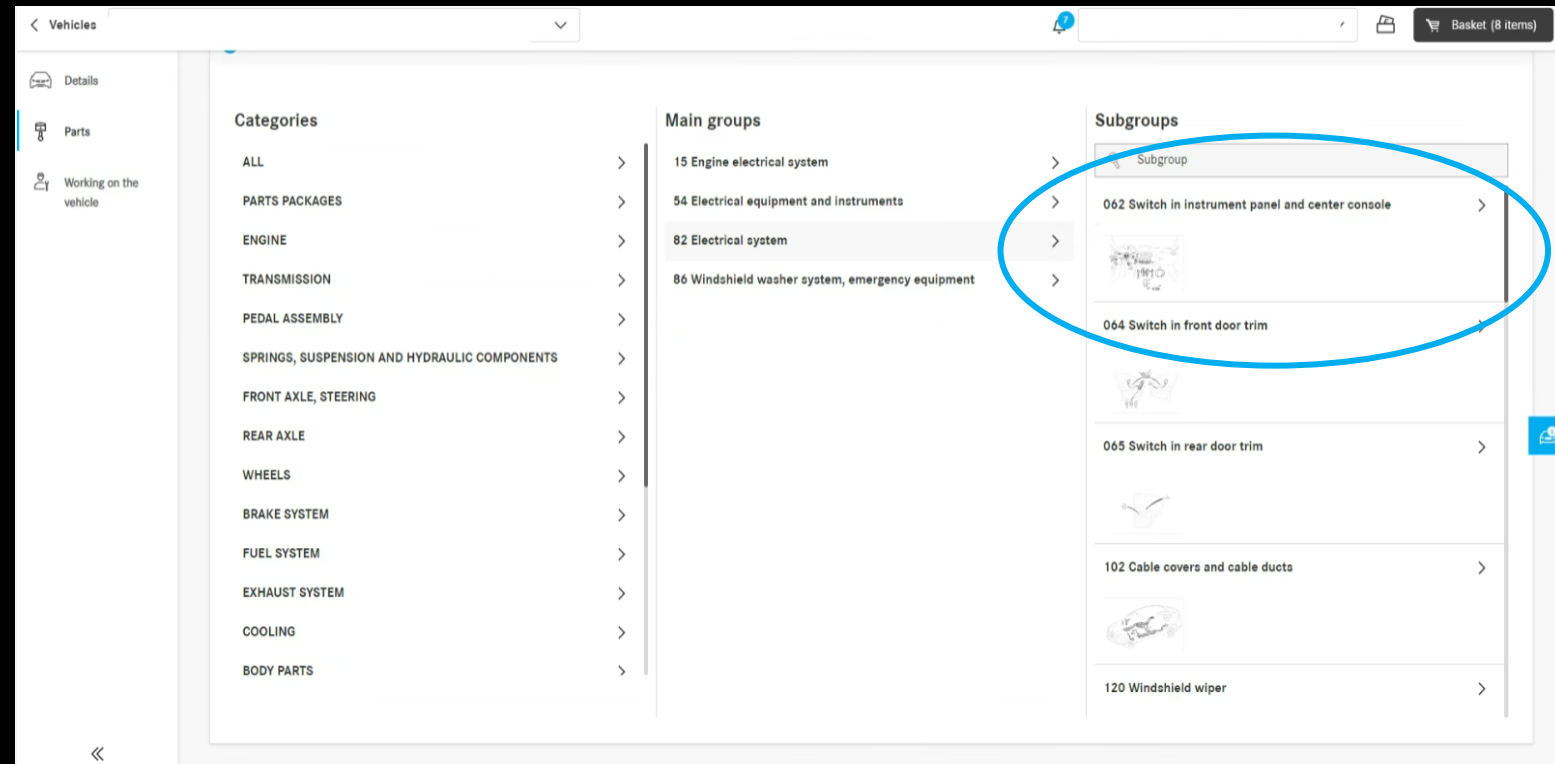 Vehicles
7
Basket (8 items)
Details
Parts
Working on the
vehicle
Categories
ALL
PARTS PACKAGES
ENGINE
TRANSMISSION
PEDAL ASSEMBLY
SPRINGS, SUSPENSION AND HYDRAULIC COMPONENTS
FRONT AXLE, STEERING
REAR AXLE
WHEELS
BRAKE SYSTEM
FUEL SYSTEM
EXHAUST SYSTEM
COOLING
BODY PARTS
Main groups
15 Engine electrical system
54 Electrical equipment and instruments
82 Electrical system
86 Windshield washer system, emergency equipment
Subgroups
Subgroup
062 Switch in instrument panel and center console
064 Switch in front door trim
065 Switch in rear door trim
102 Cable covers and cable ducts
120 Windshield wiper